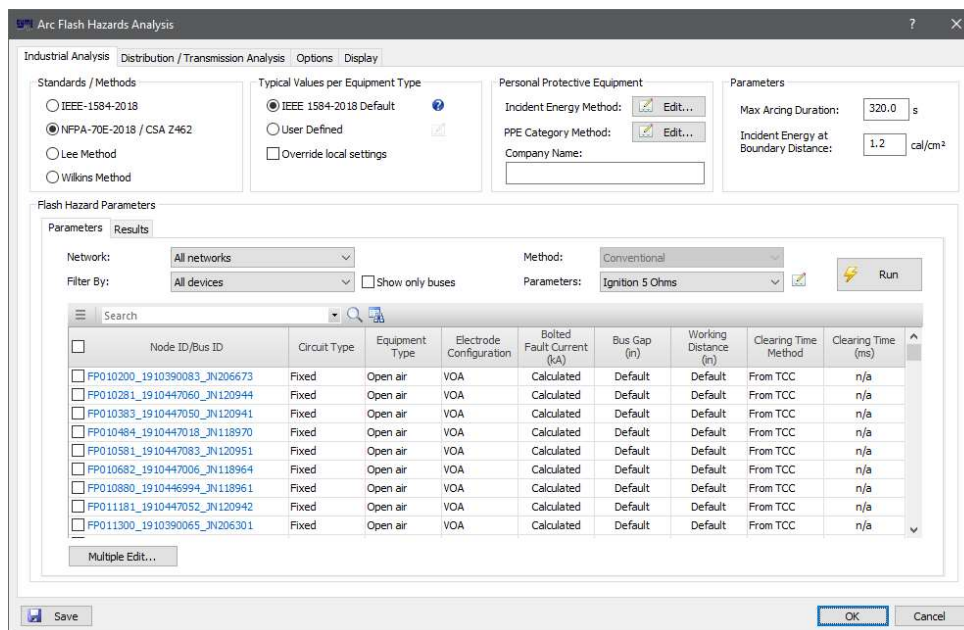 Arc Flash Hazards Analysis
Industrial Analysis Distribution / Transmission Analysis Options Display
Standards / Methods
IEEE-1584-2018
NFPA-70E-2018 / CSA Z462
Lee Method
Wilkins Method
Typical Values per Equipment Type
IEEE 1584-2018 Default
User Defined
Override local settings
Personal Protective Equipment
Incident Energy Method: Edit...
PPE Category Method: Edit...
Company Name:
Parameters
Max Arcing Duration: 320.0 s
Incident Energy at
Boundary Distance: 1.2 cal/cm²
Flash Hazard Parameters
Parameters Results
Network: All networks Method: Conventional
Filter By: All devices Show only buses Parameters: Ignition 5 Ohms
Run
Search
Node ID/Bus ID Circuit Type Equipment Type Electrode Configuration Bolted Fault Current (kA) Bus Gap (in) Working Distance (in) Clearing Time Method Clearing Time (ms)
FP010200_1910390083_JN206673 Fixed Open air VOA Calculated Default Default From TCC n/a
FP010281_1910447060_JN120944 Fixed Open air VOA Calculated Default Default From TCC n/a
FP010383_1910447050_JN120941 Fixed Open air VOA Calculated Default Default From TCC n/a
FP010484_1910447018_JN118970 Fixed Open air VOA Calculated Default Default From TCC n/a
FP010581_1910447083_JN120951 Fixed Open air VOA Calculated Default Default From TCC n/a
FP010682_1910447006_JN118964 Fixed Open air VOA Calculated Default Default From TCC n/a
FP010880_1910446994_JN118961 Fixed Open air VOA Calculated Default Default From TCC n/a
FP011181_1910447052_JN120942 Fixed Open air VOA Calculated Default Default From TCC n/a
FP011300_1910390065_JN206301 Fixed Open air VOA Calculated Default Default From TCC n/a
Multiple Edit...
Save OK Cancel